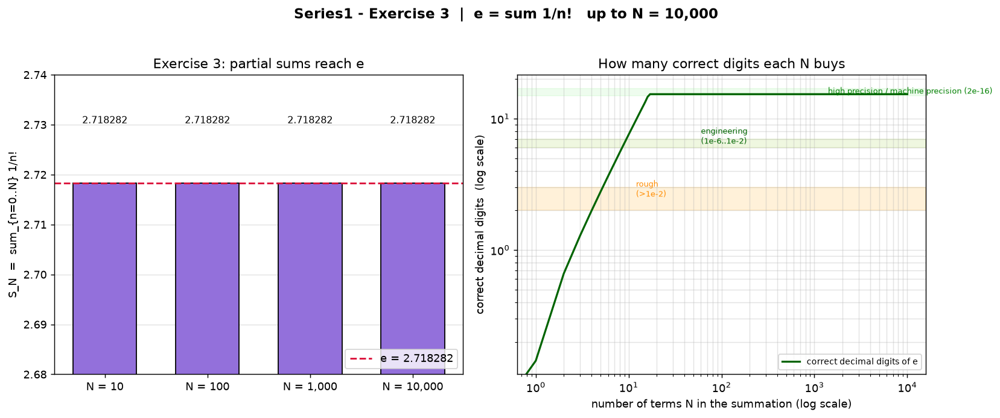 Series1 - Exercise 3 | e = sum 1/n! up to N = 10,000
Exercise 3: partial sums reach e
S_N = sum_{n=0..N} 1/n!
2.74
2.73
2.72
2.71
2.70
2.69
2.68
2.718282
2.718282
2.718282
2.718282
e = 2.718282
N = 10
N = 100
N = 1,000
N = 10,000
How many correct digits each N buys
correct decimal digits (log scale)
10¹
10⁰
high precision / machine precision (2e-16)
engineering
(1e-6..1e-2)
rough
(>1e-2)
correct decimal digits of e
10⁰
10¹
10²
10³
10⁴
number of terms N in the summation (log scale)